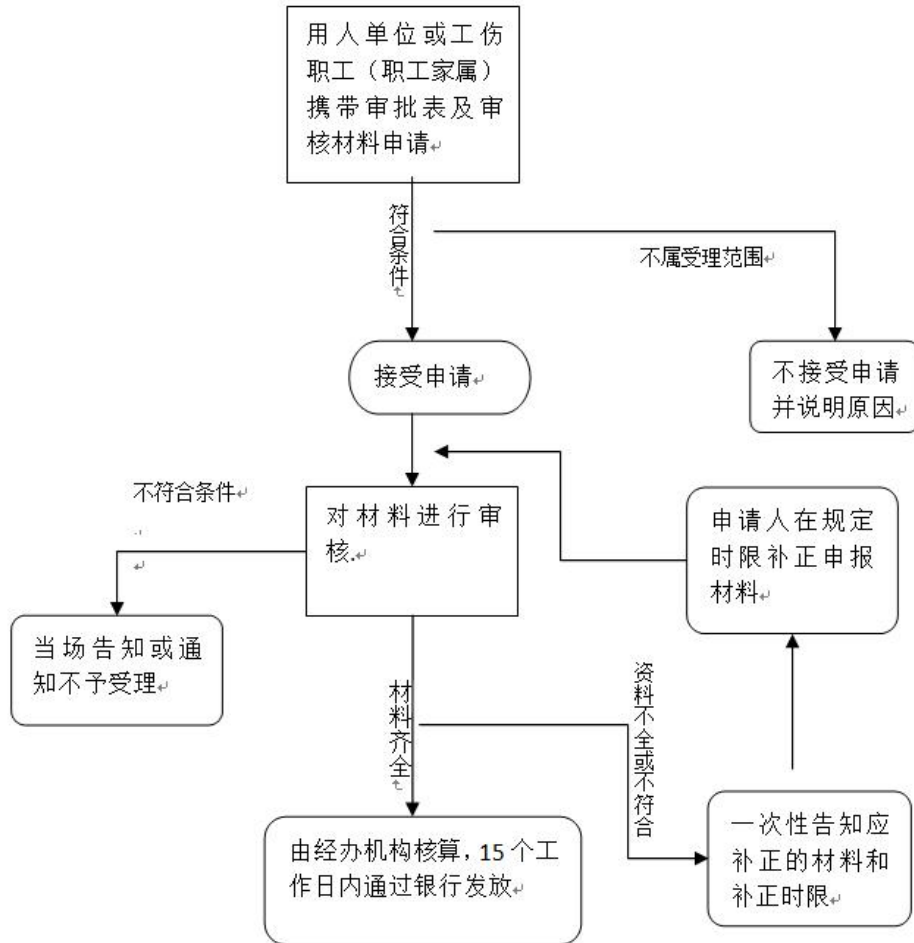 用人单位或工伤
职工（职工家属）
携带审批表及审
核材料申请
符合条件
不属受理范围
接受申请
不接受申请
并说明原因
不符合条件
对材料进行审
核.
申请人在规定
时限补正申报
材料
当场告知或通
知不予受理
材料齐全
资料不全或不符合
由经办机构核算，15个工
作日内通过银行发放
一次性告知应
补正的材料和
补正时限